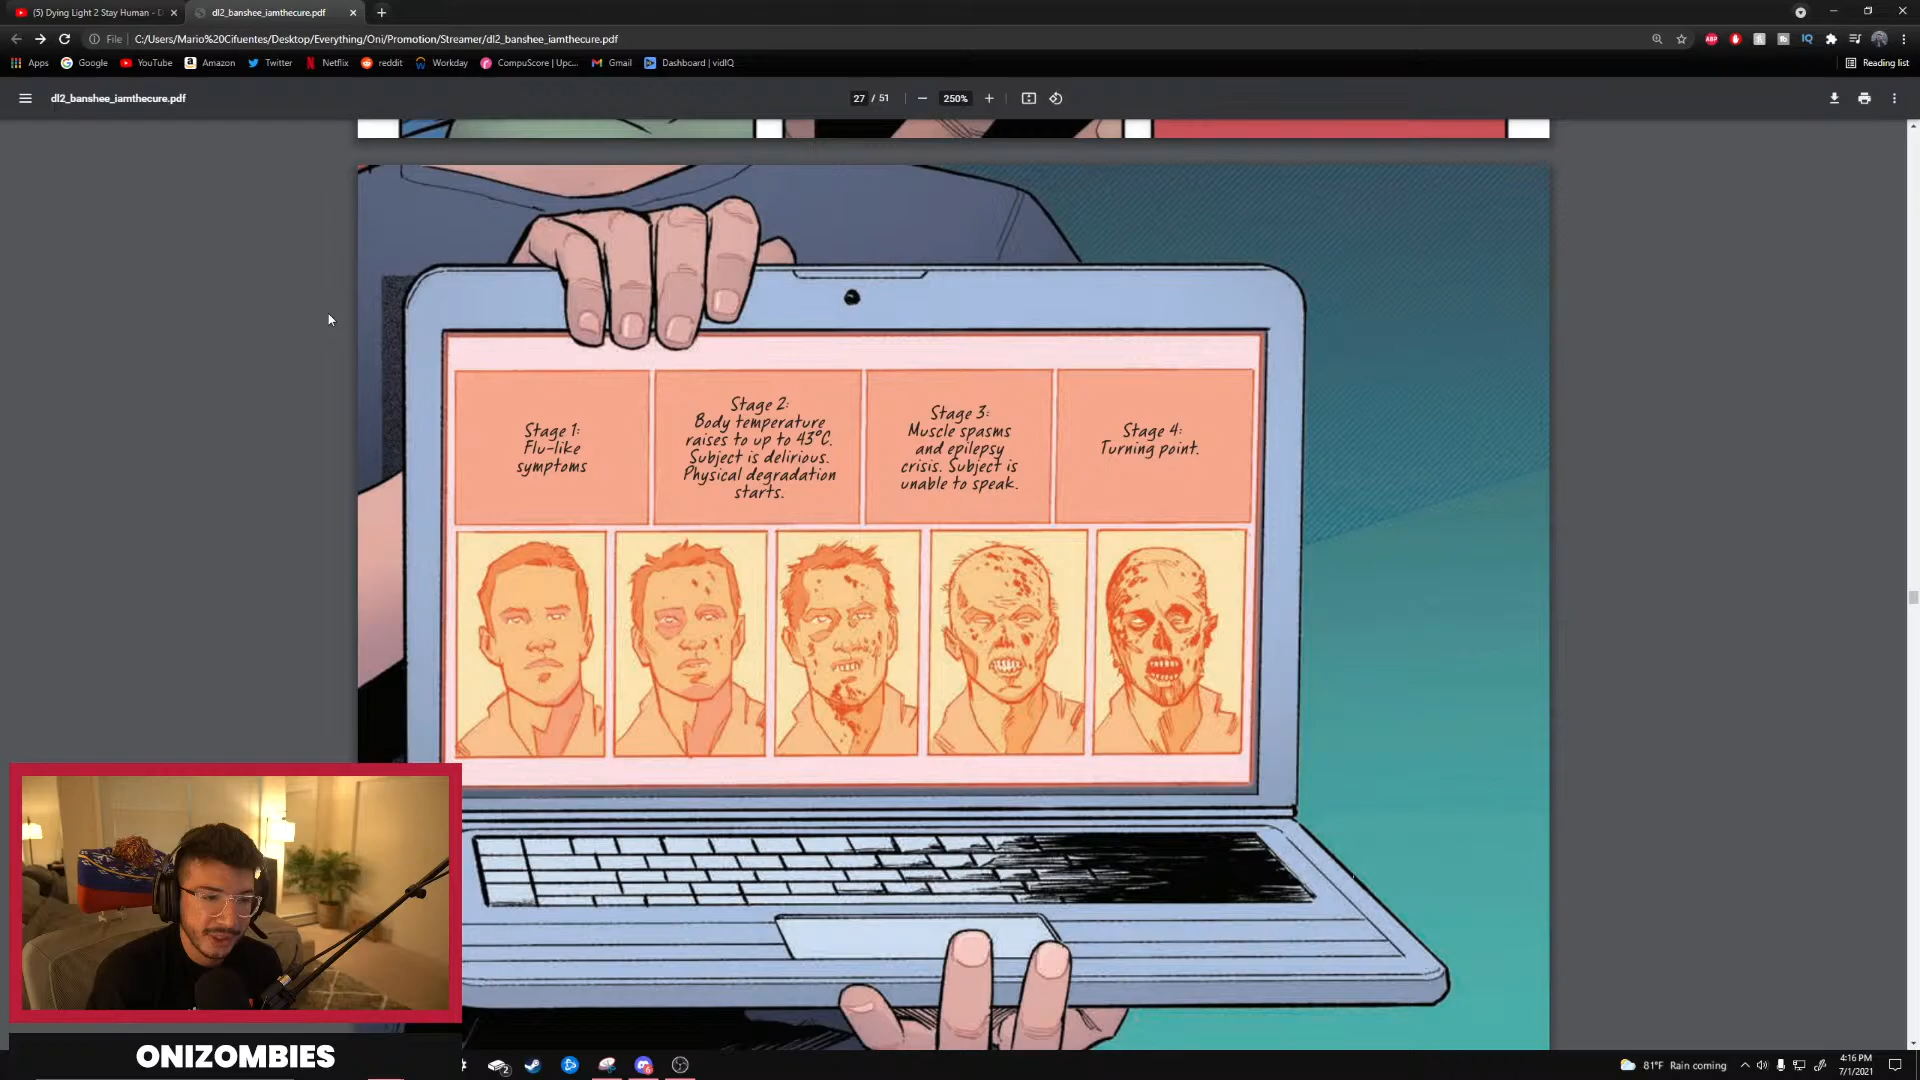 (5) Dying Light 2 Stay Human - D
dl2_banshee_iamthecure.pdf
File
C:/Users/Mario%20Cifuentes/Desktop/Everything/Oni/Promotion/Streamer/dl2_banshee_iamthecure.pdf
Apps
Google
YouTube
Amazon
Twitter
Netflix
reddit
Workday
CompuScore | Upc...
Gmail
Dashboard | vidIQ
Reading list
dl2_banshee_iamthecure.pdf
27 / 51
250%
Stage 1:
Flu-like
symptoms
Stage 2:
Body temperature
raises to up to 43°C.
Subject is delirious.
Physical degradation
starts.
Stage 3:
Muscle spasms
and epilepsy
crisis. Subject is
unable to speak.
Stage 4:
Turning point.
ONIZOMBIES
81°F Rain coming
4:16 PM
7/1/2021